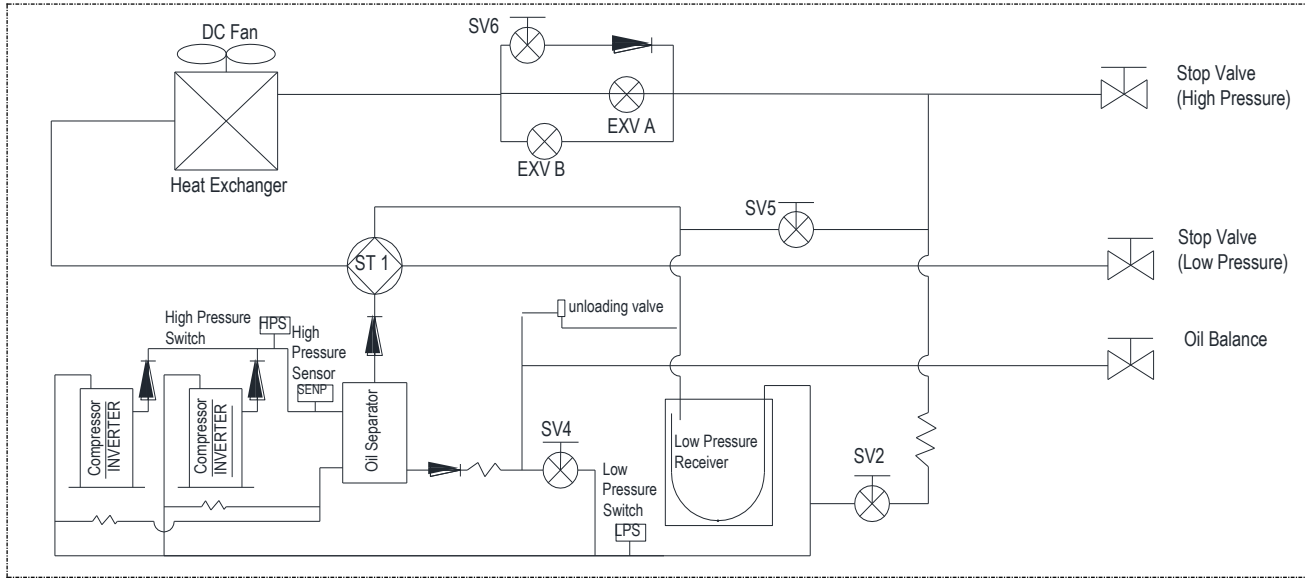 DC Fan
SV6
EXV A
EXV B
Heat Exchanger
Stop Valve
(High Pressure)
SV5
ST 1
Stop Valve
(Low Pressure)
unloading valve
High Pressure
Switch
HPS
High
Pressure
Sensor
SENP
Oil Balance
Compressor
INVERTER
Compressor
INVERTER
Oil Separator
SV4
Low Pressure
Receiver
SV2
Low
Pressure
Switch
LPS